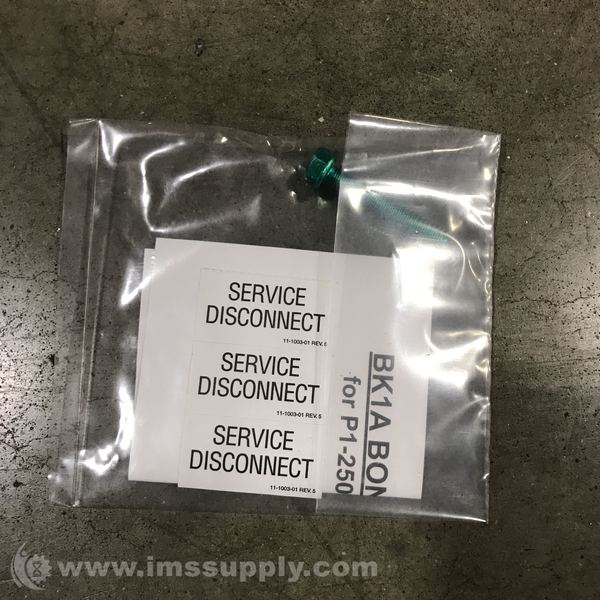 SERVICE
DISCONNECT
11-1003-01 REV. 5
SERVICE
DISCONNECT
11-1003-01 REV. 5
SERVICE
DISCONNECT
11-1003-01 REV. 5
BK1A BON
for P1-250
www.imssupply.com